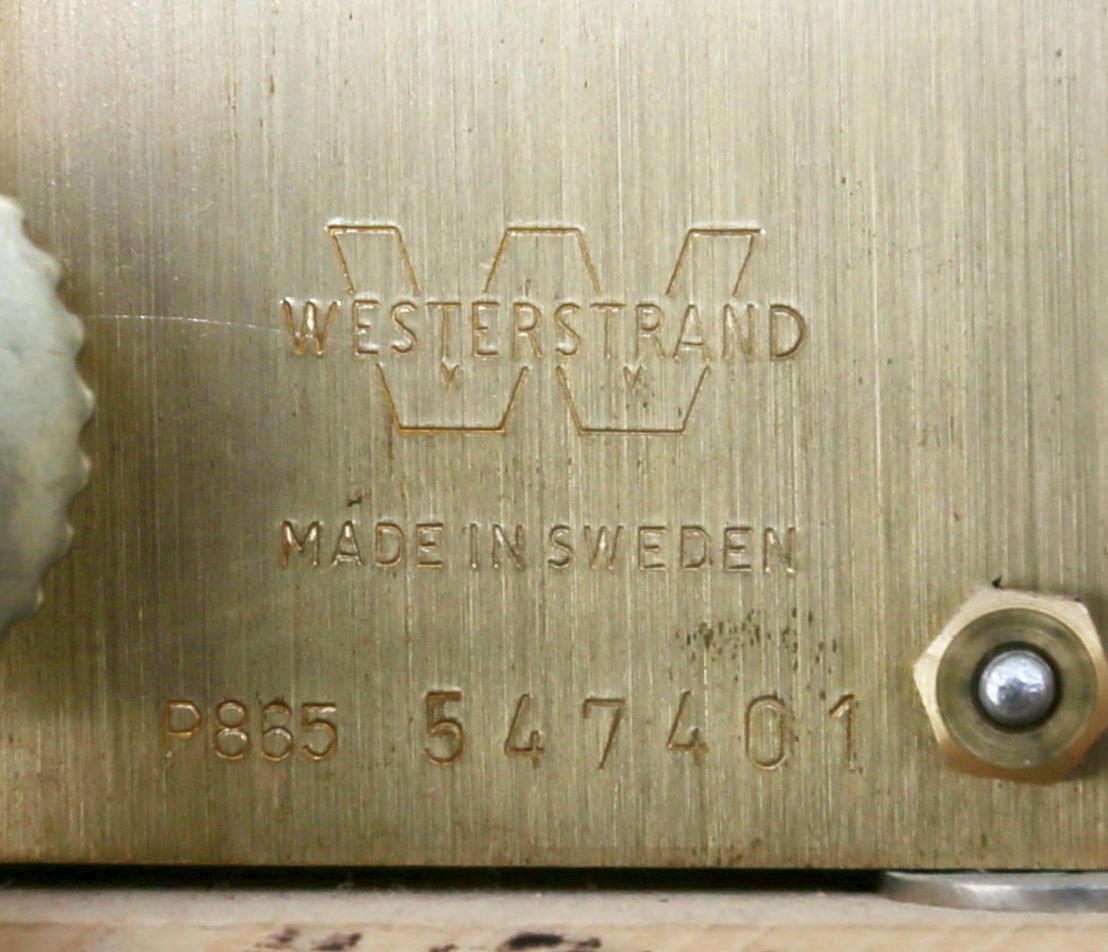 WESTERSTRAND
MADE IN SWEDEN
P865 547401